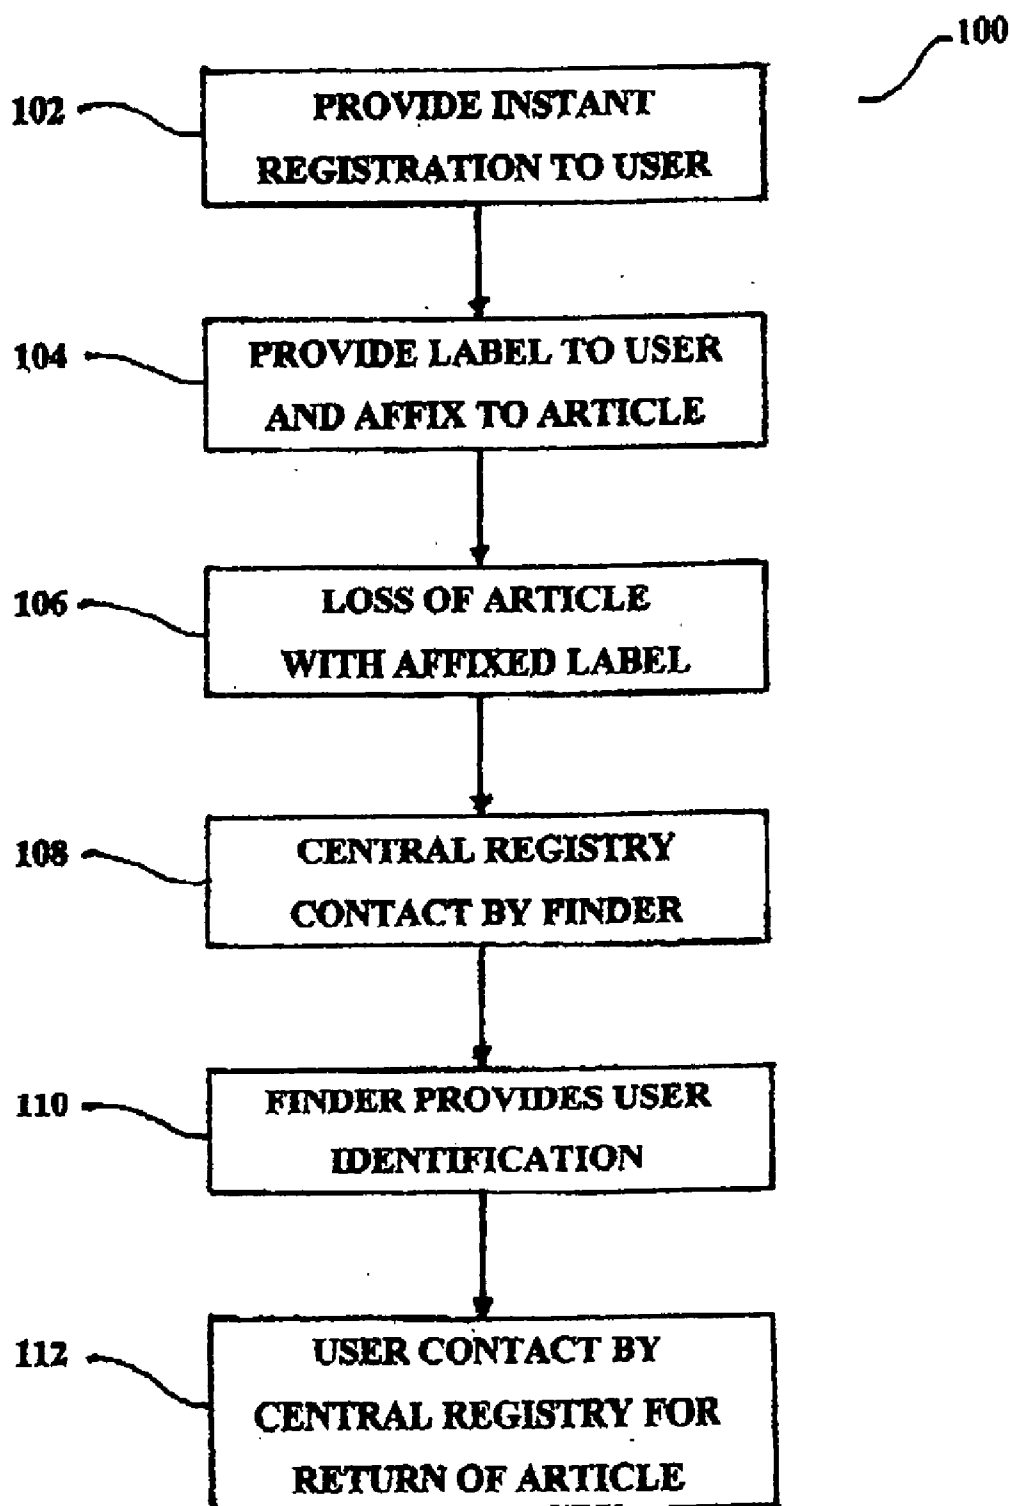 100
102
PROVIDE INSTANT
REGISTRATION TO USER
104
PROVIDE LABEL TO USER
AND AFFIX TO ARTICLE
106
LOSS OF ARTICLE
WITH AFFIXED LABEL
108
CENTRAL REGISTRY
CONTACT BY FINDER
110
FINDER PROVIDES USER
IDENTIFICATION
112
USER CONTACT BY
CENTRAL REGISTRY FOR
RETURN OF ARTICLE